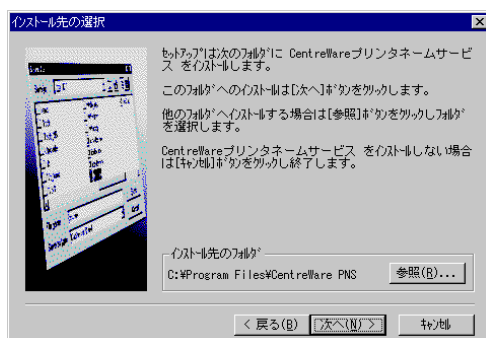 インストール先の選択
ｾｯﾄｱｯﾌﾟは次のﾌｫﾙﾀﾞに CentreWareプリンタネームサービ
ス をｲﾝｽﾄｰﾙします。
このﾌｫﾙﾀﾞへのｲﾝｽﾄｰﾙは[次へ]ﾎﾞﾀﾝをｸﾘｯｸします。
他のﾌｫﾙﾀﾞへｲﾝｽﾄｰﾙする場合は[参照]ﾎﾞﾀﾝをｸﾘｯｸしﾌｫﾙﾀﾞ
を選択します。
CentreWareプリンタネームサービス をｲﾝｽﾄｰﾙしない場合
は[ｷｬﾝｾﾙ]ﾎﾞﾀﾝをｸﾘｯｸし終了します。
ｲﾝｽﾄｰﾙ先のﾌｫﾙﾀﾞ
C:¥Program Files¥CentreWare PNS
参照(R)...
< 戻る(B)
次へ(N) >
ｷｬﾝｾﾙ